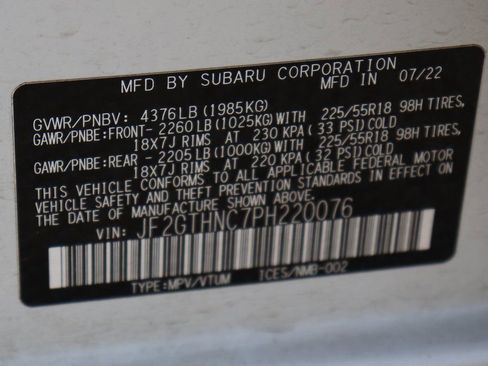 MFD BY SUBARU CORPORATION MFD IN 07/22
GVWR/PNBV: 4376LB(1985KG)
GAWR/PNBE:FRONT-2260LB(1025KG)WITH 225/55R18 98H TIRES,
18X7J RIMS AT 230 KPA(33 PSI)COLD
GAWR/PNBE:REAR -2205LB(1000KG)WITH 225/55R18 98H TIRES,
18X7J RIMS AT 220 KPA(32 PSI)COLD
THIS VEHICLE CONFORMS TO ALL APPLICABLE FEDERAL MOTOR
VEHICLE SAFETY AND THEFT PREVENTION STANDARDS IN EFFECT ON
THE DATE OF MANUFACTURE SHOWN ABOVE.
VIN: JF2GTHNC7PH220076
TYPE:MPV/VTUM ICES/NMB-002